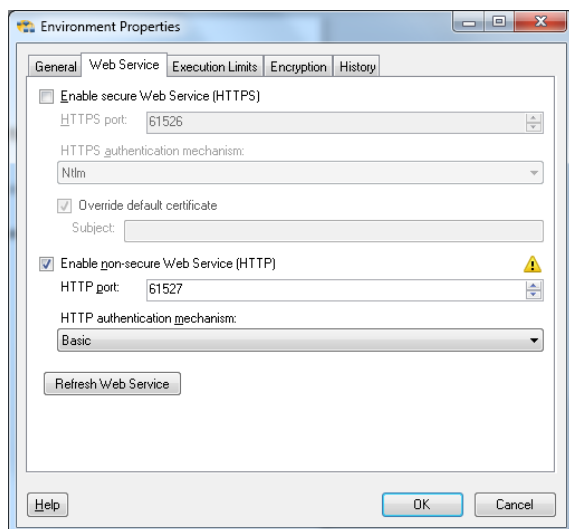 Environment Properties
General Web Service Execution Limits Encryption History
Enable secure Web Service (HTTPS)
HTTPS port: 61526
HTTPS authentication mechanism:
Ntlm
Override default certificate
Subject:
Enable non-secure Web Service (HTTP)
HTTP port: 61527
HTTP authentication mechanism:
Basic
Refresh Web Service
Help OK Cancel